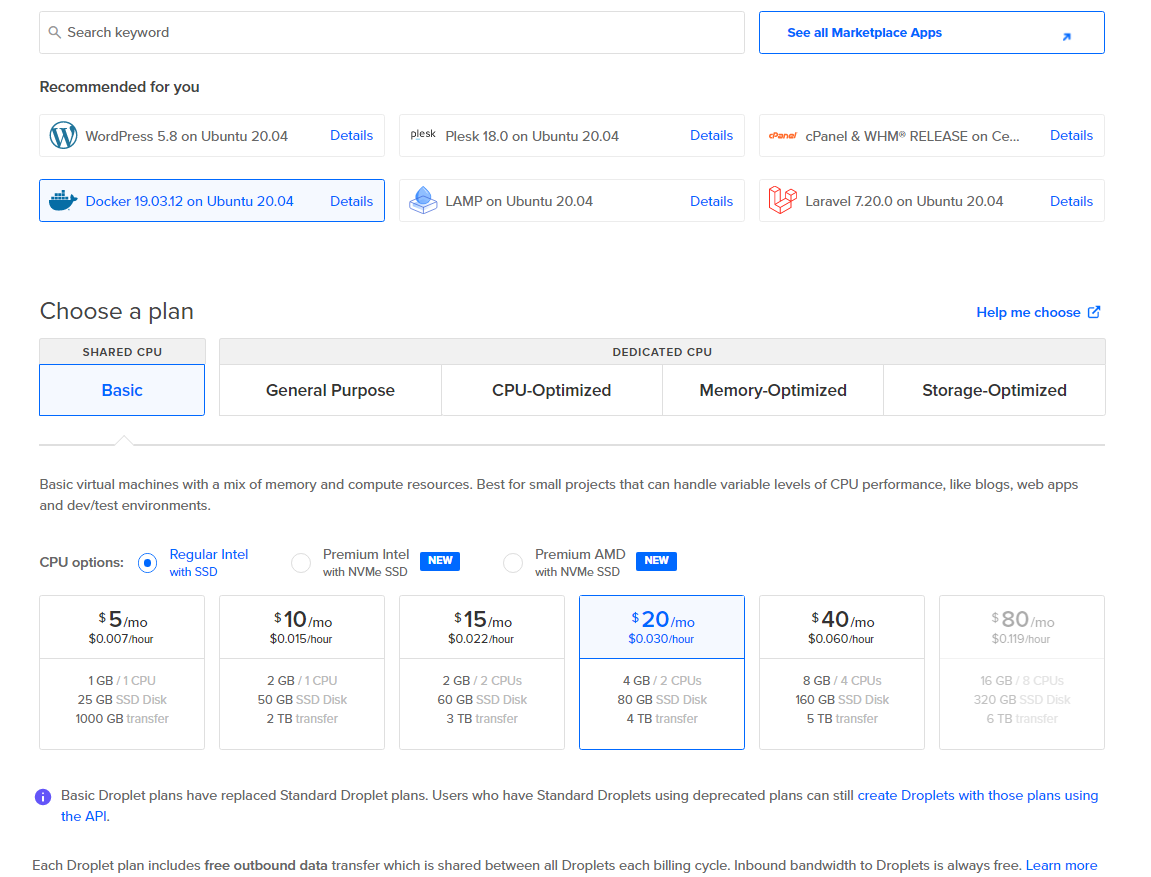 Search keyword
See all Marketplace Apps
Recommended for you
WordPress 5.8 on Ubuntu 20.04 Details
plesk Plesk 18.0 on Ubuntu 20.04 Details
cPanel cPanel & WHM® RELEASE on Ce... Details
Docker 19.03.12 on Ubuntu 20.04 Details
LAMP on Ubuntu 20.04 Details
Laravel 7.20.0 on Ubuntu 20.04 Details
Choose a plan
Help me choose
SHARED CPU
DEDICATED CPU
Basic
General Purpose
CPU-Optimized
Memory-Optimized
Storage-Optimized
Basic virtual machines with a mix of memory and compute resources. Best for small projects that can handle variable levels of CPU performance, like blogs, web apps
and dev/test environments.
CPU options:
Regular Intel
with SSD
Premium Intel
with NVMe SSD
NEW
Premium AMD
with NVMe SSD
NEW
$5/mo
$0.007/hour
1 GB / 1 CPU
25 GB SSD Disk
1000 GB transfer
$10/mo
$0.015/hour
2 GB / 1 CPU
50 GB SSD Disk
2 TB transfer
$15/mo
$0.022/hour
2 GB / 2 CPUs
60 GB SSD Disk
3 TB transfer
$20/mo
$0.030/hour
4 GB / 2 CPUs
80 GB SSD Disk
4 TB transfer
$40/mo
$0.060/hour
8 GB / 4 CPUs
160 GB SSD Disk
5 TB transfer
$80/mo
$0.119/hour
16 GB / 8 CPUs
320 GB SSD Disk
6 TB transfer
Basic Droplet plans have replaced Standard Droplet plans. Users who have Standard Droplets using deprecated plans can still create Droplets with those plans using
the API.
Each Droplet plan includes free outbound data transfer which is shared between all Droplets each billing cycle. Inbound bandwidth to Droplets is always free. Learn more